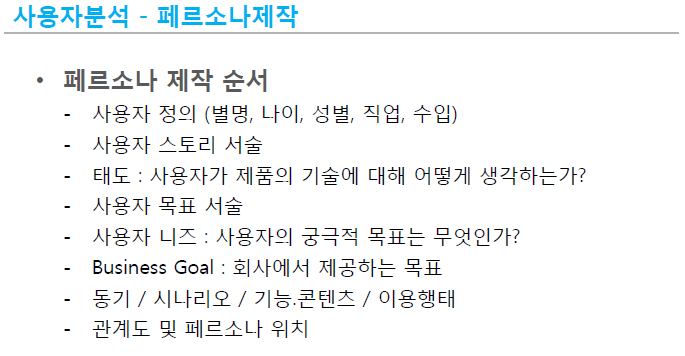 사용자분석 - 페르소나제작
• 페르소나 제작 순서
- 사용자 정의 (별명, 나이, 성별, 직업, 수입)
- 사용자 스토리 서술
- 태도 : 사용자가 제품의 기술에 대해 어떻게 생각하는가?
- 사용자 목표 서술
- 사용자 니즈 : 사용자의 궁극적 목표는 무엇인가?
- Business Goal : 회사에서 제공하는 목표
- 동기 / 시나리오 / 기능.콘텐츠 / 이용행태
- 관계도 및 페르소나 위치